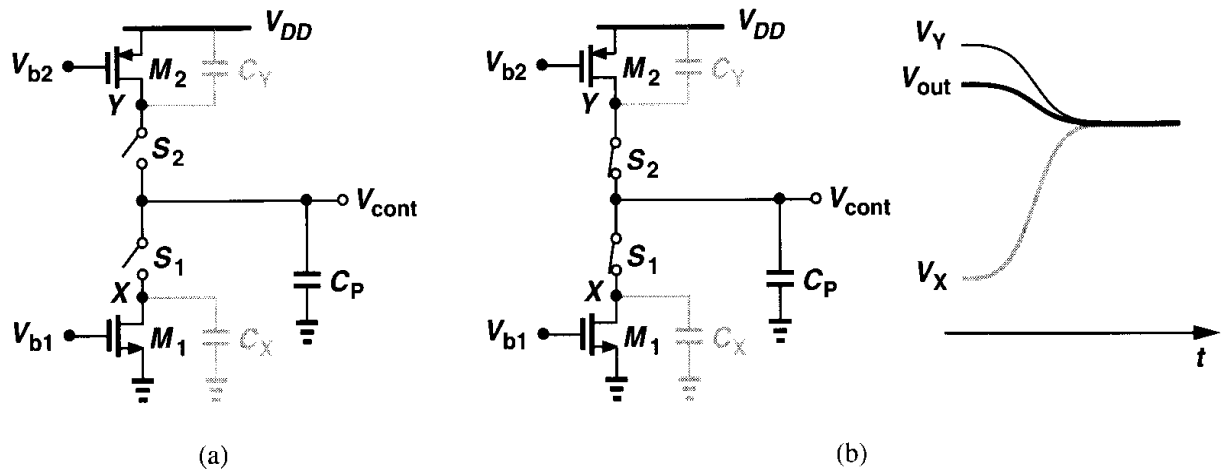 V_DD
V_b2
M_2
C_Y
Y
S_2
V_cont
S_1
X
C_P
V_b1
M_1
C_X
(a)
V_DD
V_b2
M_2
C_Y
Y
S_2
V_cont
S_1
X
C_P
V_b1
M_1
C_X
V_Y
V_out
V_X
t
(b)